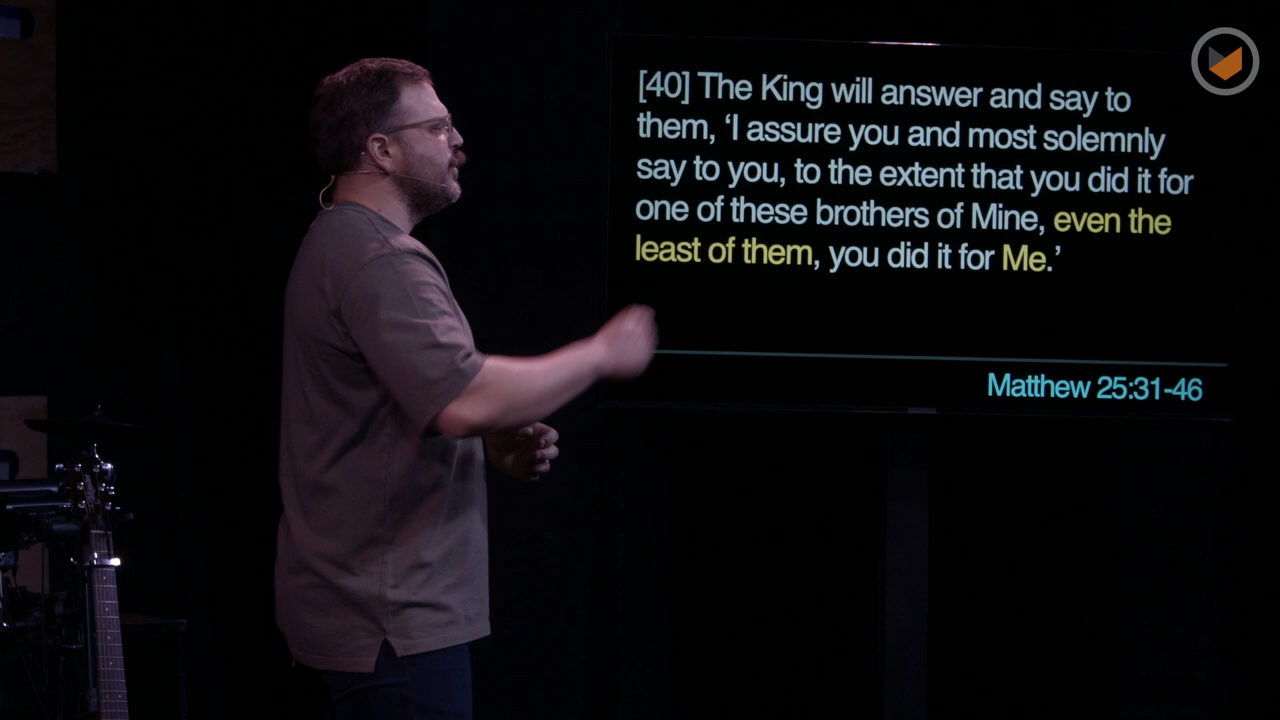 [40] The King will answer and say to
them, ‘I assure you and most solemnly
say to you, to the extent that you did it for
one of these brothers of Mine, even the
least of them, you did it for Me.’
Matthew 25:31-46